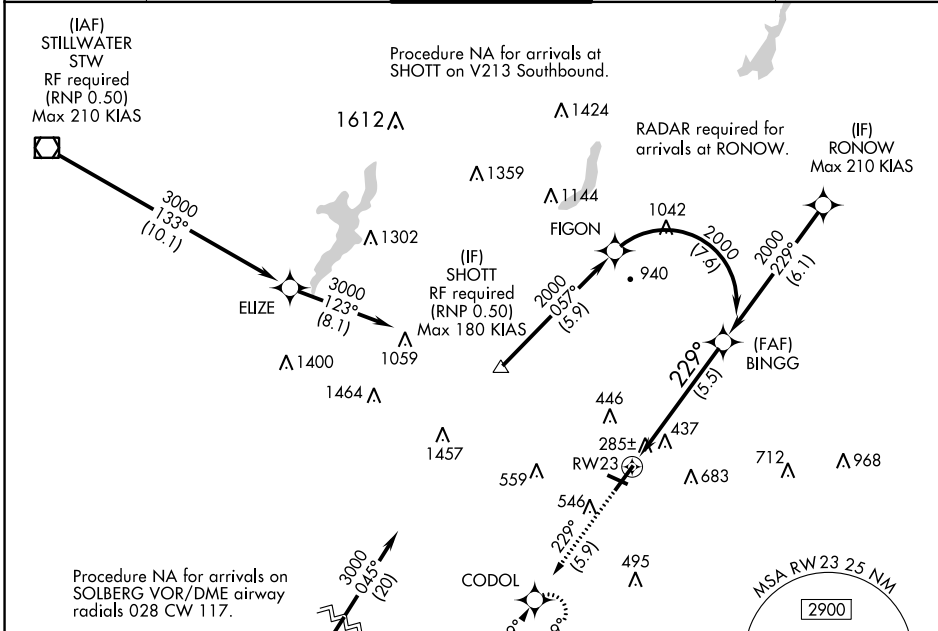 (IAF)
STILLWATER
STW
RF required
(RNP 0.50)
Max 210 KIAS
Procedure NA for arrivals at
SHOTT on V213 Southbound.
1612
1424
RADAR required for
arrivals at RONOW.
(IF)
RONOW
Max 210 KIAS
1359
1144
3000
133°
(10.1)
1302
FIGON
1042
2000
(7.6)
2000
229°
(6.1)
940
(IF)
SHOTT
RF required
(RNP 0.50)
Max 180 KIAS
2000
057°
(5.9)
ELIZE
3000
123°
(8.1)
1059
1400
1464
(FAF)
BINGG
229°
(5.5)
446
437
285±
1457
559
RW23
683
712
968
546
229°
(5.9)
495
CODOL
3000
045°
(20)
Procedure NA for arrivals on
SOLBERG VOR/DME airway
radials 028 CW 117.
MSA RW 23 25 NM
2900